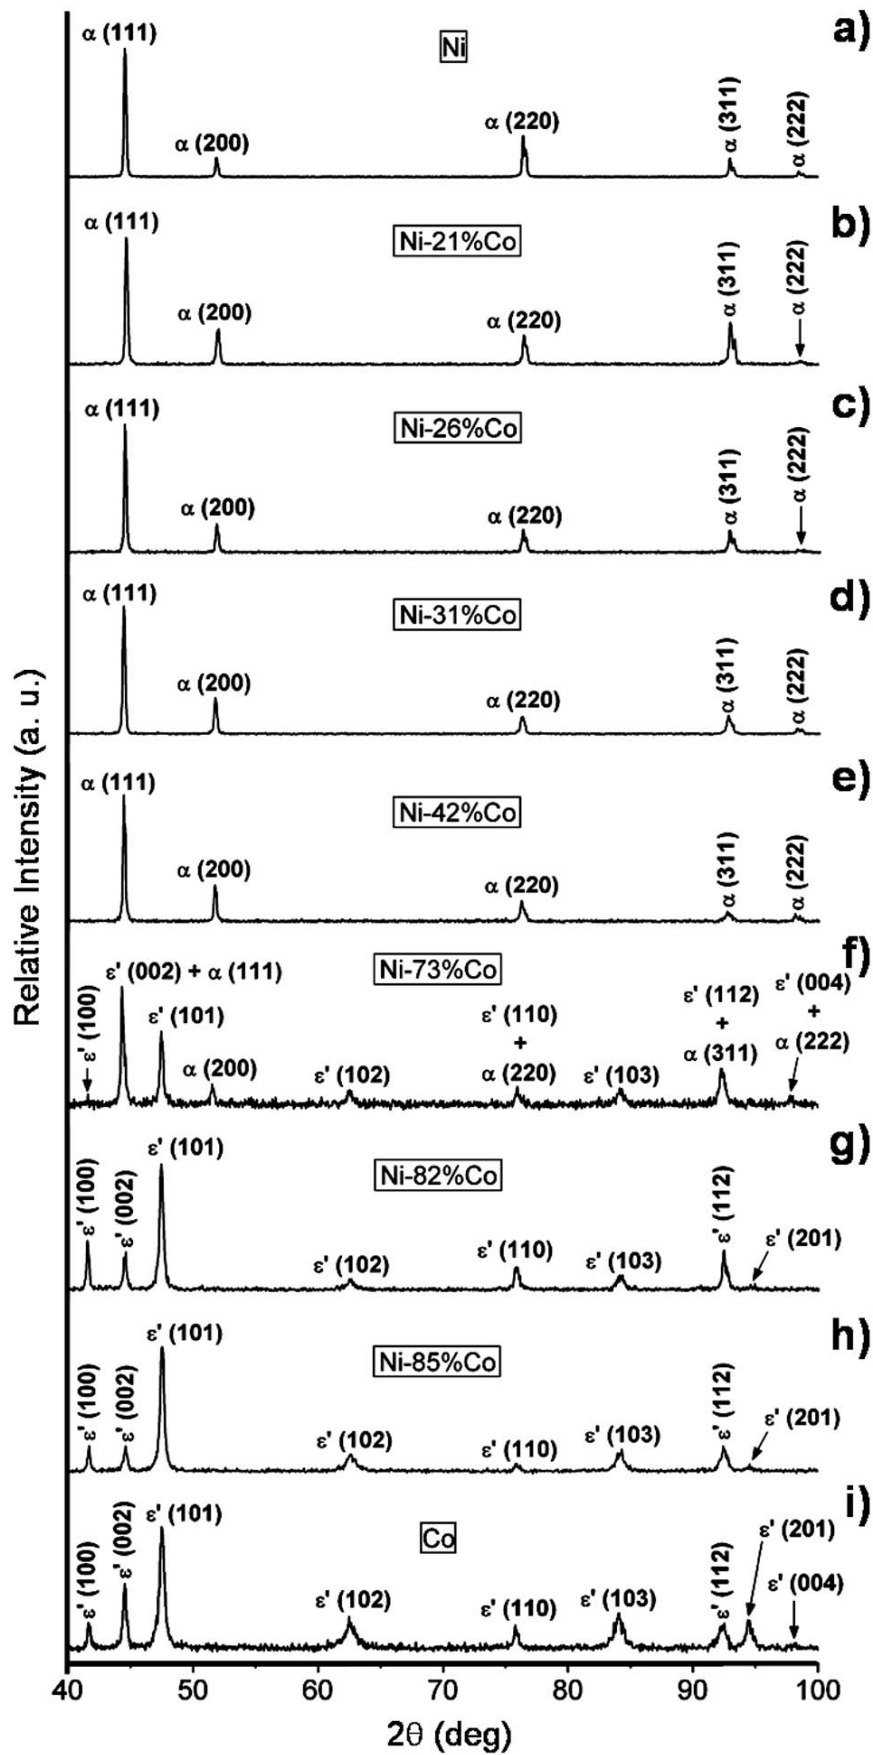 a)
α (111)
Ni
α (200)
α (220)
α (311)
α (222)
b)
α (111)
Ni-21%Co
α (200)
α (220)
α (311)
α (222)
c)
α (111)
Ni-26%Co
α (200)
α (220)
α (311)
α (222)
d)
α (111)
Ni-31%Co
α (200)
α (220)
α (311)
α (222)
e)
α (111)
Ni-42%Co
α (200)
α (220)
α (311)
α (222)
f)
Ni-73%Co
ε' (100)
ε' (002) + α (111)
ε' (101)
α (200)
ε' (102)
ε' (110)
+
α (220)
ε' (103)
ε' (112)
+
α (311)
ε' (004)
+
α (222)
g)
Ni-82%Co
ε' (100)
ε' (002)
ε' (101)
ε' (102)
ε' (110)
ε' (103)
ε' (112)
ε' (201)
h)
Ni-85%Co
ε' (100)
ε' (002)
ε' (101)
ε' (102)
ε' (110)
ε' (103)
ε' (112)
ε' (201)
i)
Co
ε' (100)
ε' (002)
ε' (101)
ε' (102)
ε' (110)
ε' (103)
ε' (112)
ε' (201)
ε' (004)
Relative Intensity (a. u.)
40 50 60 70 80 90 100
2θ (deg)